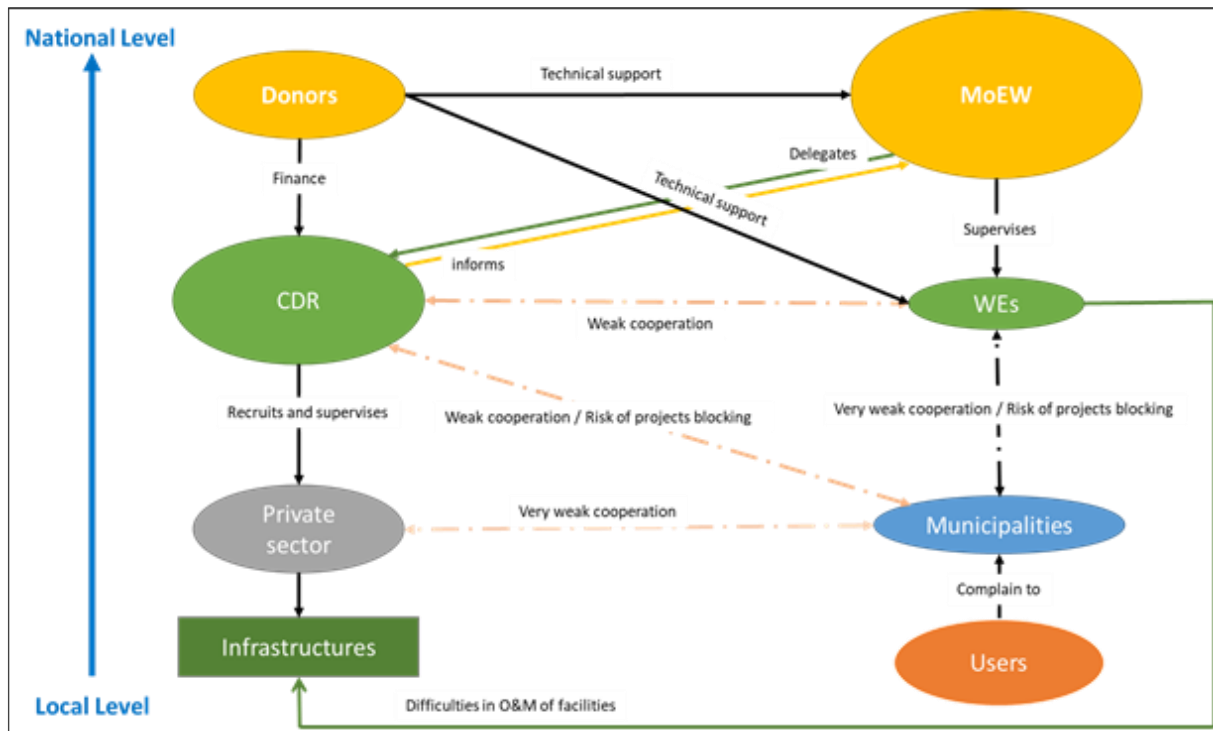 National Level
Donors
Technical support
MoEW
Delegates
Finance
Technical support
Supervises
informs
CDR
WEs
Weak cooperation
Recruits and supervises
Weak cooperation / Risk of projects blocking
Very weak cooperation / Risk of projects blocking
Private
sector
Very weak cooperation
Municipalities
Complain to
Infrastructures
Users
Local Level
Difficulties in O&M of facilities